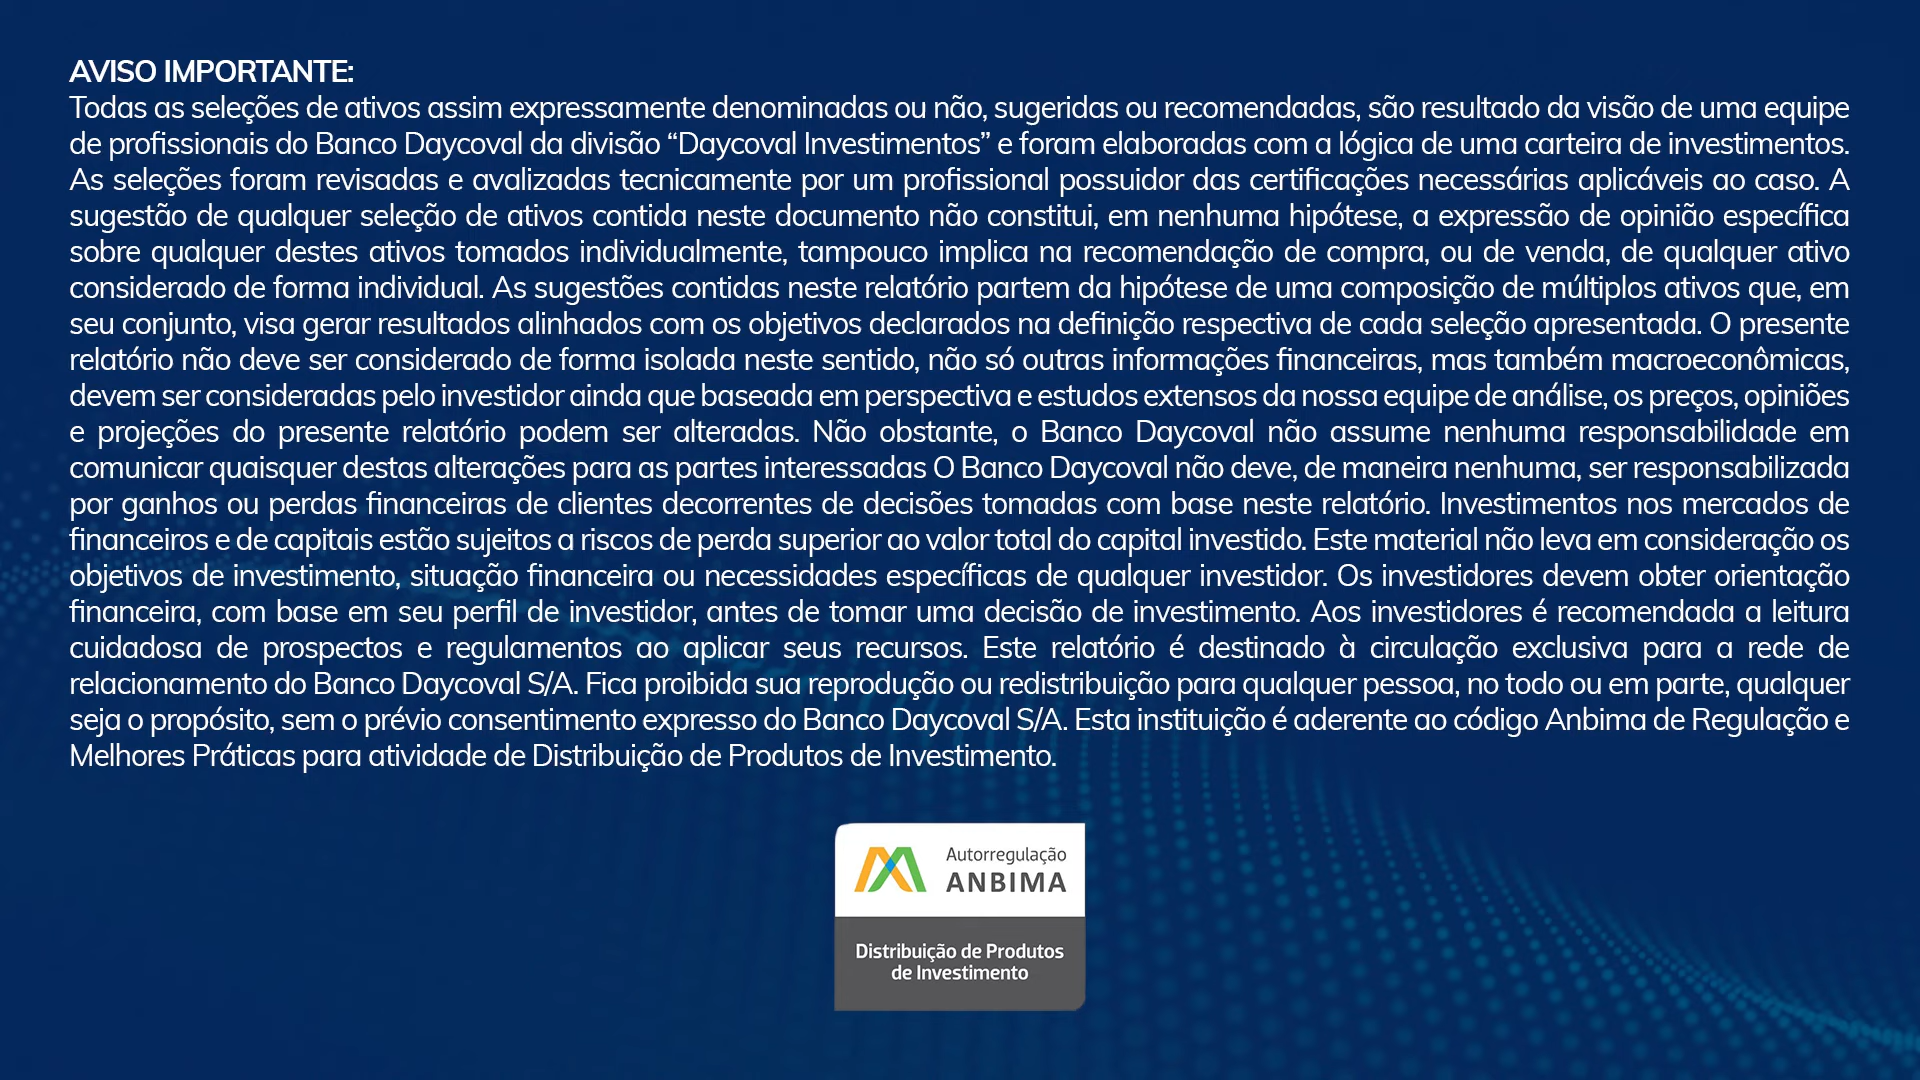 AVISO IMPORTANTE:
Todas as seleções de ativos assim expressamente denominadas ou não, sugeridas ou recomendadas, são resultado da visão de uma equipe
de profissionais do Banco Daycoval da divisão “Daycoval Investimentos” e foram elaboradas com a lógica de uma carteira de investimentos.
As seleções foram revisadas e avalizadas tecnicamente por um profissional possuidor das certificações necessárias aplicáveis ao caso. A
sugestão de qualquer seleção de ativos contida neste documento não constitui, em nenhuma hipótese, a expressão de opinião específica
sobre qualquer destes ativos tomados individualmente, tampouco implica na recomendação de compra, ou de venda, de qualquer ativo
considerado de forma individual. As sugestões contidas neste relatório partem da hipótese de uma composição de múltiplos ativos que, em
seu conjunto, visa gerar resultados alinhados com os objetivos declarados na definição respectiva de cada seleção apresentada. O presente
relatório não deve ser considerado de forma isolada neste sentido, não só outras informações financeiras, mas também macroeconômicas,
devem ser consideradas pelo investidor ainda que baseada em perspectiva e estudos extensos da nossa equipe de análise, os preços, opiniões
e projeções do presente relatório podem ser alteradas. Não obstante, o Banco Daycoval não assume nenhuma responsabilidade em
comunicar quaisquer destas alterações para as partes interessadas O Banco Daycoval não deve, de maneira nenhuma, ser responsabilizada
por ganhos ou perdas financeiras de clientes decorrentes de decisões tomadas com base neste relatório. Investimentos nos mercados de
financeiros e de capitais estão sujeitos a riscos de perda superior ao valor total do capital investido. Este material não leva em consideração os
objetivos de investimento, situação financeira ou necessidades específicas de qualquer investidor. Os investidores devem obter orientação
financeira, com base em seu perfil de investidor, antes de tomar uma decisão de investimento. Aos investidores é recomendada a leitura
cuidadosa de prospectos e regulamentos ao aplicar seus recursos. Este relatório é destinado à circulação exclusiva para a rede de
relacionamento do Banco Daycoval S/A. Fica proibida sua reprodução ou redistribuição para qualquer pessoa, no todo ou em parte, qualquer
seja o propósito, sem o prévio consentimento expresso do Banco Daycoval S/A. Esta instituição é aderente ao código Anbima de Regulação e
Melhores Práticas para atividade de Distribuição de Produtos de Investimento.
Autorregulação
ANBIMA
Distribuição de Produtos
de Investimento